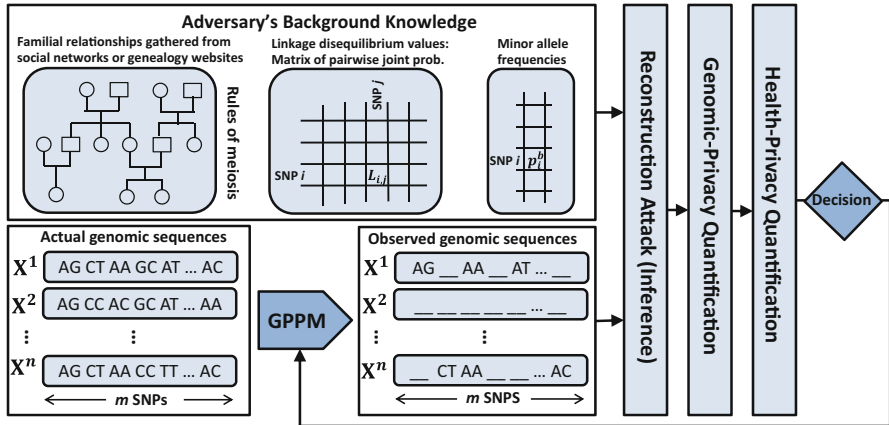 Adversary's Background Knowledge
Familial relationships gathered from
social networks or genealogy websites
Rules of meiosis
Linkage disequilibrium values:
Matrix of pairwise joint prob.
SNP j
SNP i
L_{i,j}
Minor allele
frequencies
SNP i
p_i^b
Reconstruction Attack (Inference)
Genomic-Privacy Quantification
Health-Privacy Quantification
Decision
Actual genomic sequences
X^1 AG CT AA GC AT ... AC
X^2 AG CC AC GC AT ... AA
⋮ ⋮
X^n AG CT AA CC TT ... AC
m SNPs
GPPM
Observed genomic sequences
X^1 AG __ AA __ AT ... __
X^2 __ __ __ __ __ ... __
⋮ ⋮
X^n __ CT AA __ __ ... AC
m SNPS